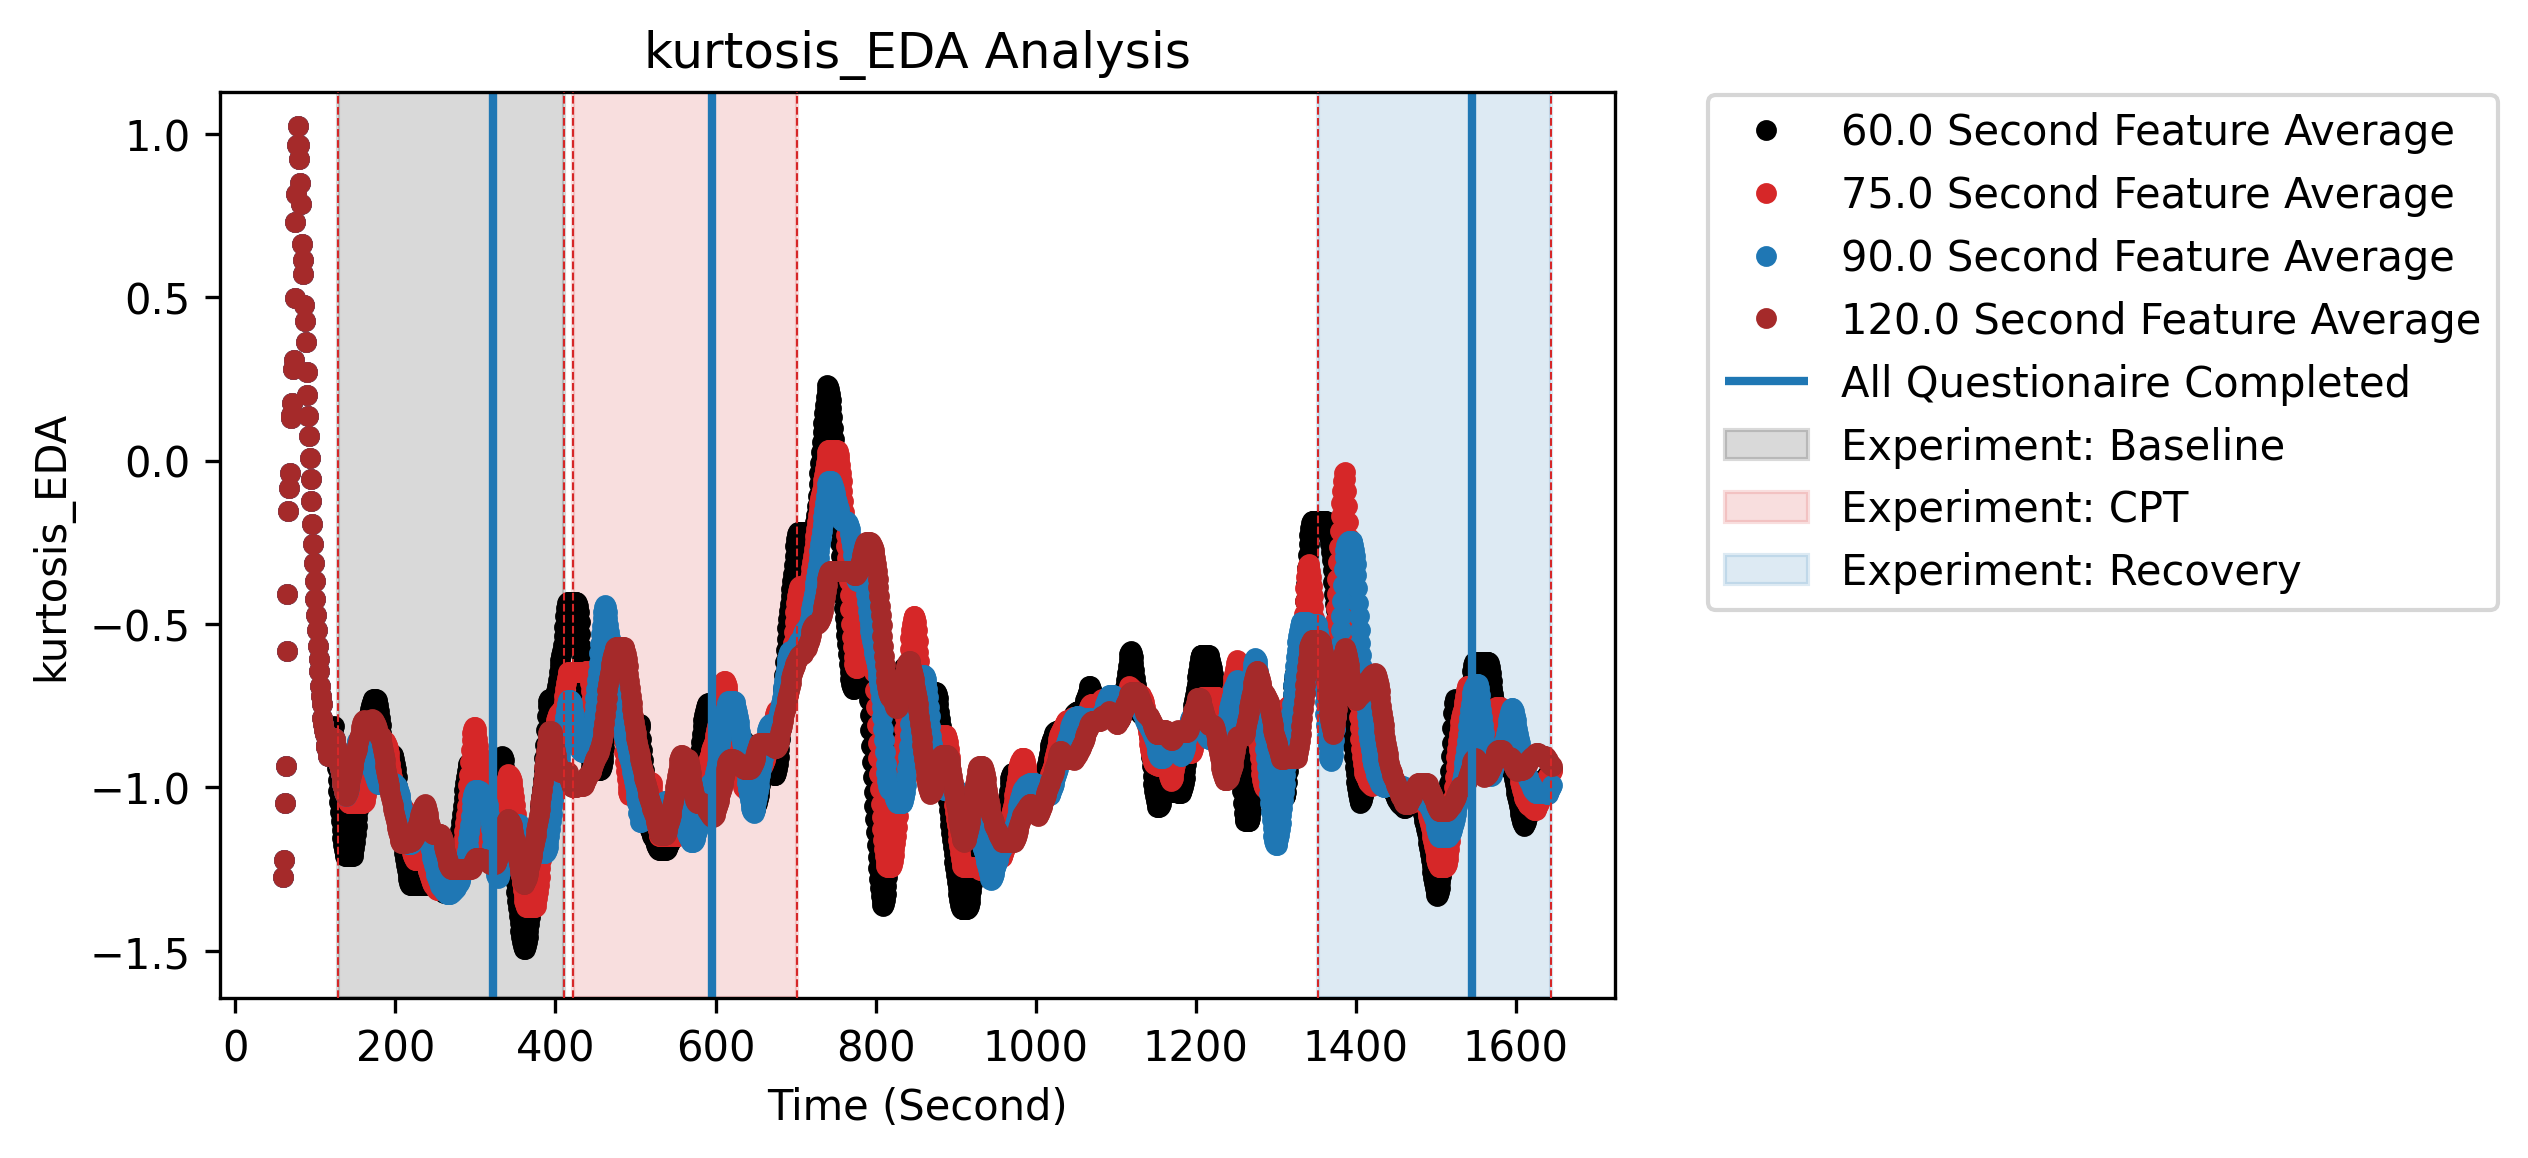 kurtosis_EDA Analysis
1.0
0.5
0.0
−0.5
−1.0
−1.5
kurtosis_EDA
0 200 400 600 800 1000 1200 1400 1600
Time (Second)
60.0 Second Feature Average
75.0 Second Feature Average
90.0 Second Feature Average
120.0 Second Feature Average
All Questionaire Completed
Experiment: Baseline
Experiment: CPT
Experiment: Recovery